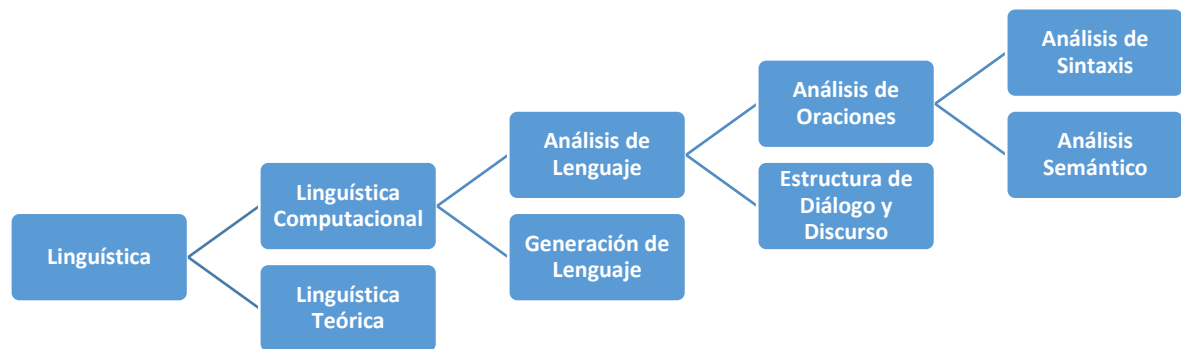 Linguística
Linguística
Computacional
Linguística
Teórica
Análisis de
Lenguaje
Generación de
Lenguaje
Análisis de
Oraciones
Estructura de
Diálogo y
Discurso
Análisis de
Sintaxis
Análisis
Semántico